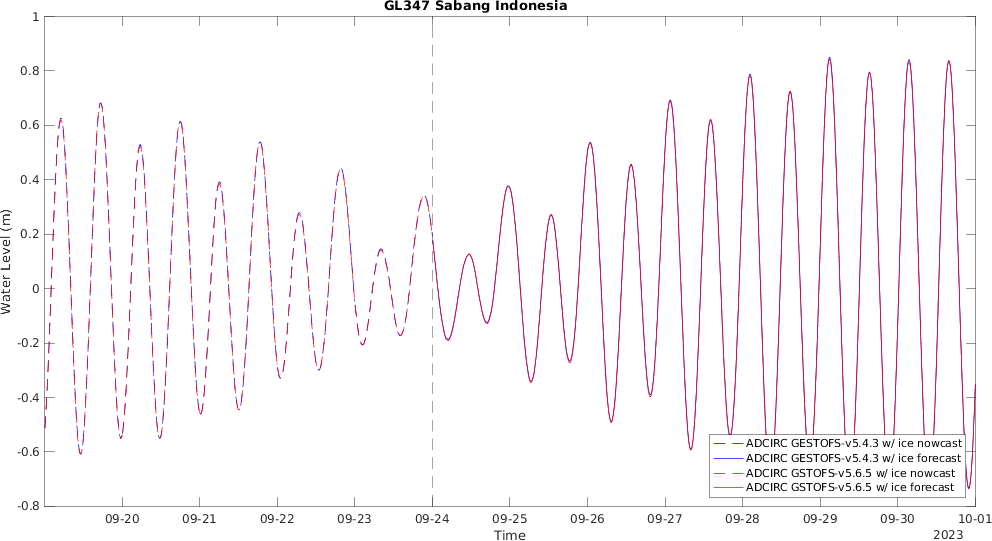 GL347 Sabang Indonesia
1
0.8
0.6
0.4
0.2
0
-0.2
-0.4
-0.6
-0.8
Water Level (m)
ADCIRC GESTOFS-v5.4.3 w/ ice nowcast
ADCIRC GESTOFS-v5.4.3 w/ ice forecast
ADCIRC GSTOFS-v5.6.5 w/ ice nowcast
ADCIRC GSTOFS-v5.6.5 w/ ice forecast
09-20 09-21 09-22 09-23 09-24 09-25 09-26 09-27 09-28 09-29 09-30 10-01
Time
2023